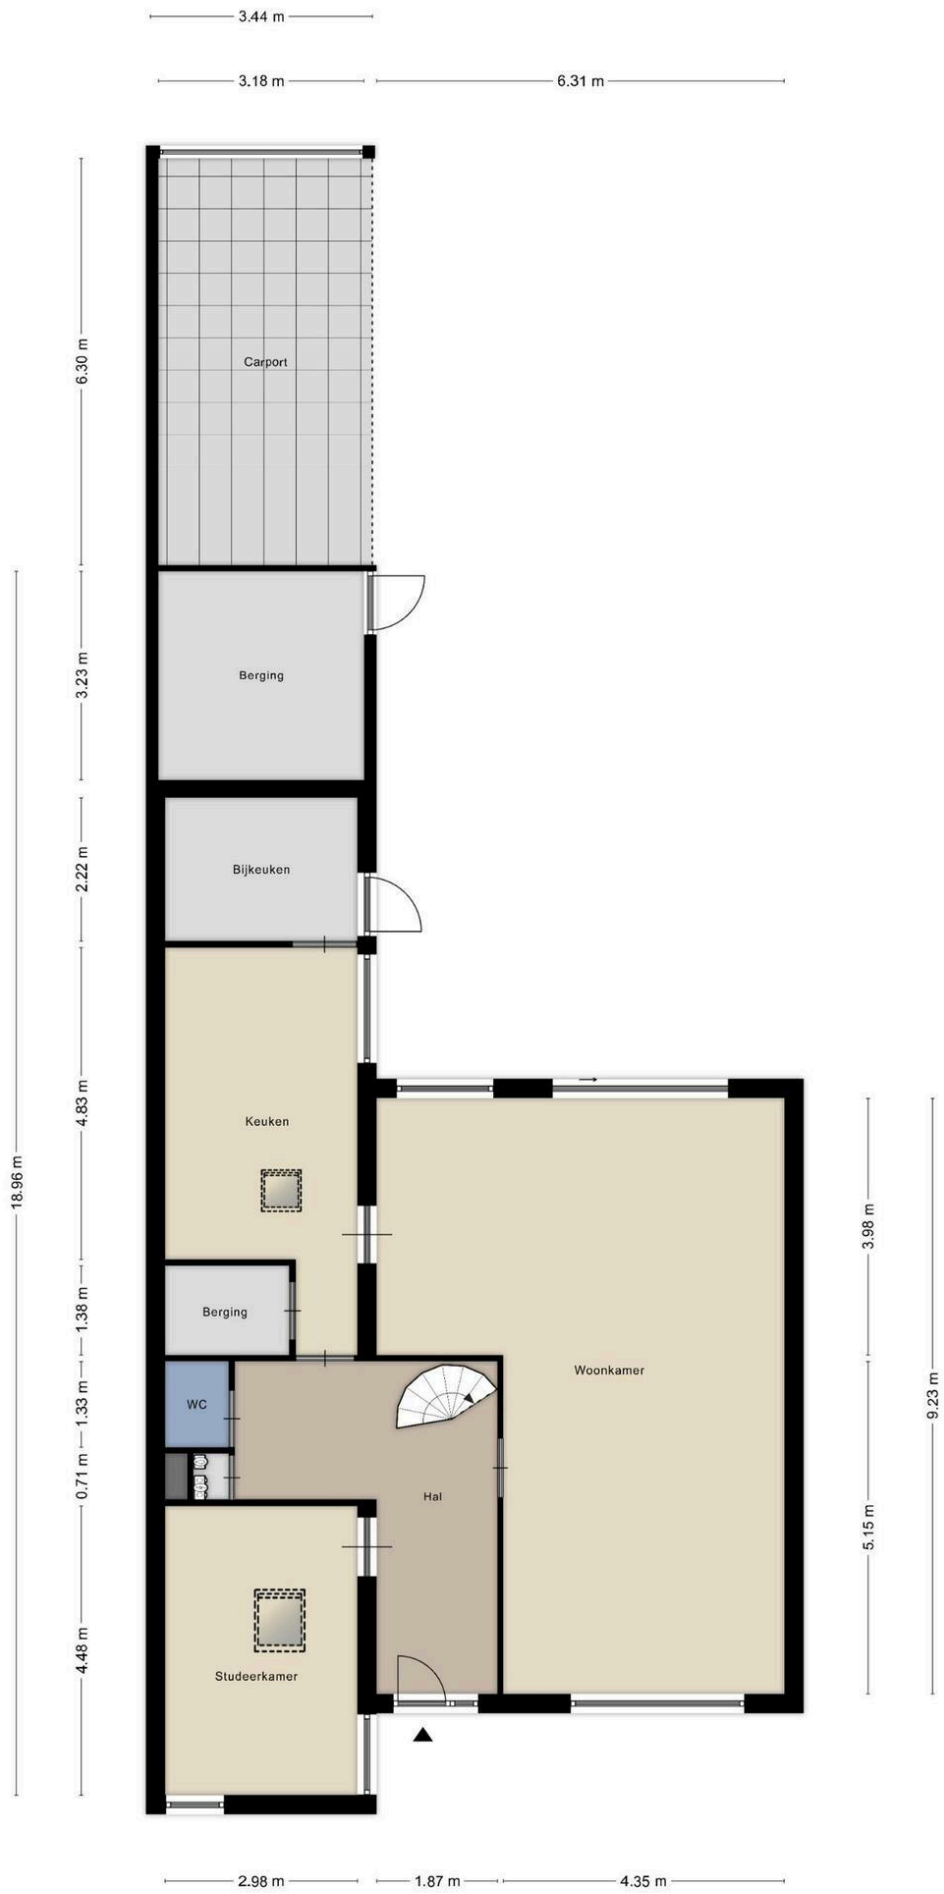 3.44 m
3.18 m
6.31 m
6.30 m
Carport
3.23 m
Berging
2.22 m
Bijkeuken
18.96 m
4.83 m
Keuken
3.98 m
1.38 m
Berging
Woonkamer
9.23 m
1.33 m
WC
0.71 m
Hal
5.15 m
4.48 m
Studeerkamer
2.98 m
1.87 m
4.35 m